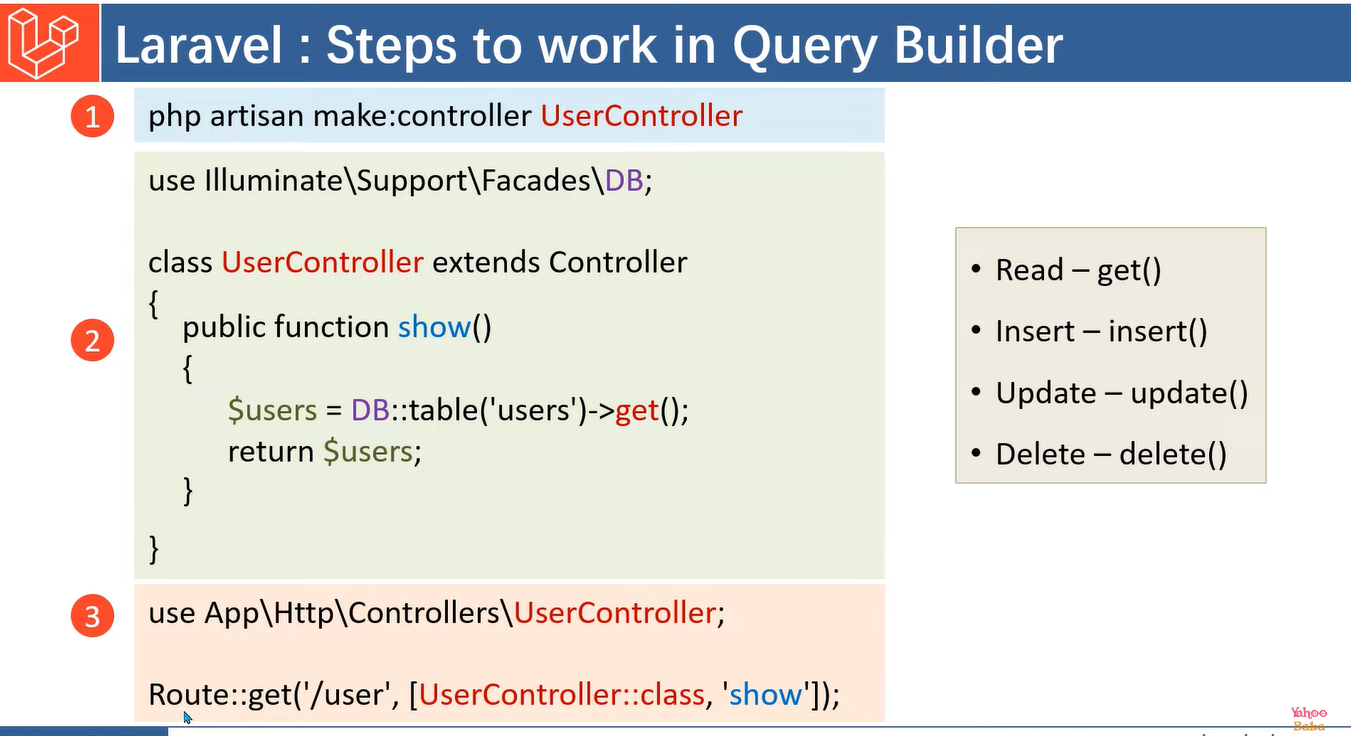 Laravel : Steps to work in Query Builder
1
php artisan make:controller UserController
2
use Illuminate\Support\Facades\DB;
class UserController extends Controller
{
public function show()
{
$users = DB::table('users')->get();
return $users;
}
}
• Read – get()
• Insert – insert()
• Update – update()
• Delete – delete()
3
use App\Http\Controllers\UserController;
Route::get('/user', [UserController::class, 'show']);
Yahoo
Baba